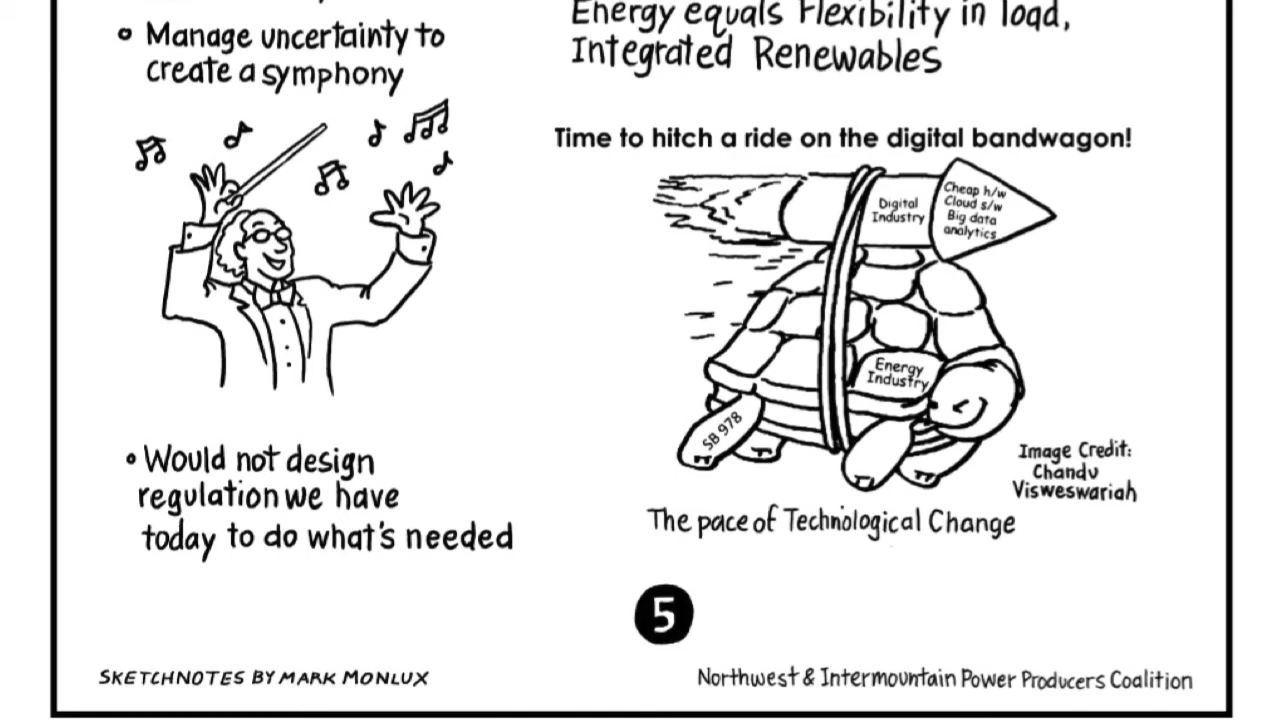 Manage uncertainty to
create a symphony
Would not design
regulation we have
today to do what's needed
Energy equals Flexibility in load,
Integrated Renewables
Time to hitch a ride on the digital bandwagon!
Digital
Industry
Cheap h/w
Cloud s/w
Big data
analytics
Energy
Industry
SB 978
Image Credit:
Chandu
Visweswariah
The pace of Technological Change
5
SKETCHNOTES BY MARK MONLUX
Northwest & Intermountain Power Producers Coalition